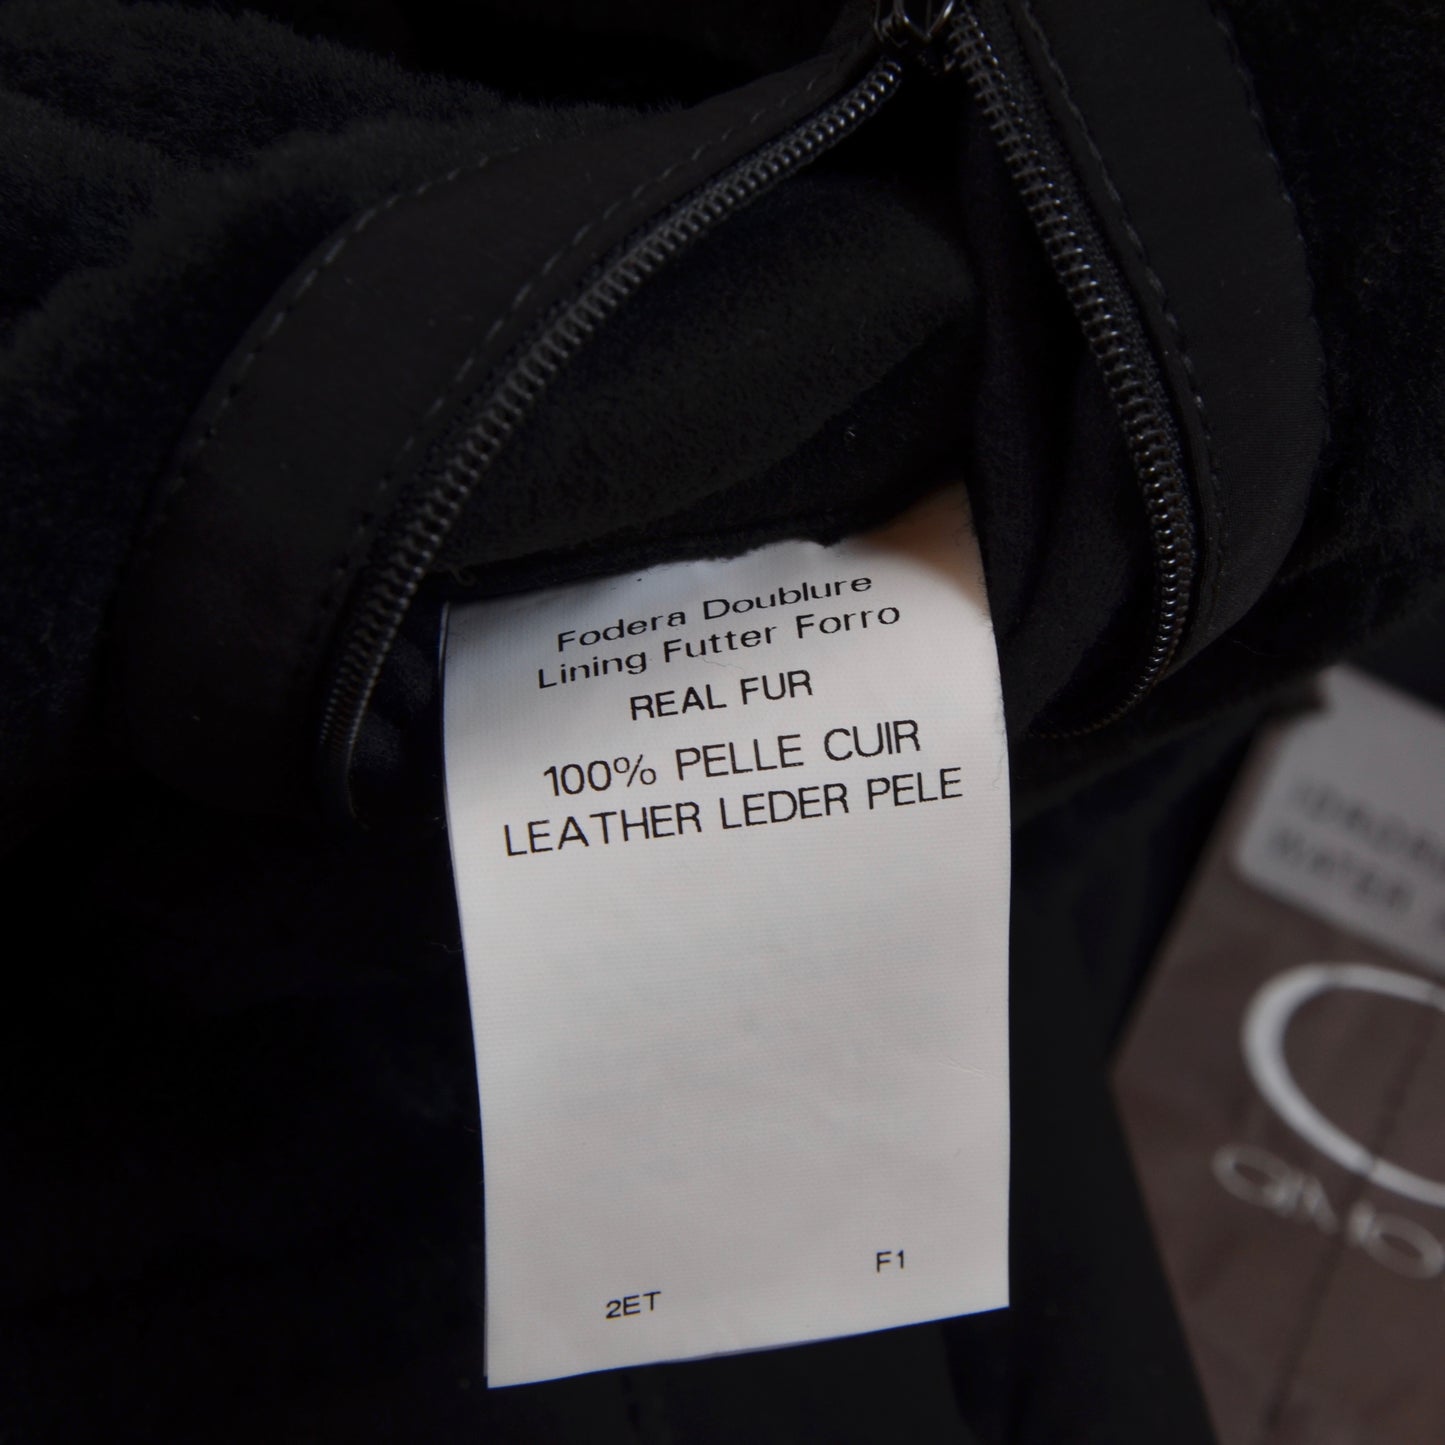 Fodera Doublure
Lining Futter Forro
REAL FUR
100% PELLE CUIR
LEATHER LEDER PELE
F1
2ET